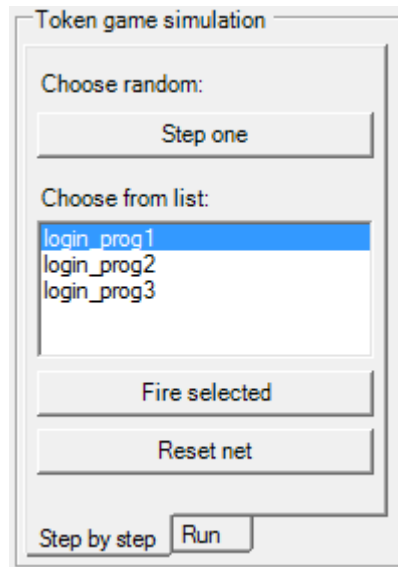 Token game simulation
Choose random:
Step one
Choose from list:
login_prog1
login_prog2
login_prog3
Fire selected
Reset net
Step by step Run